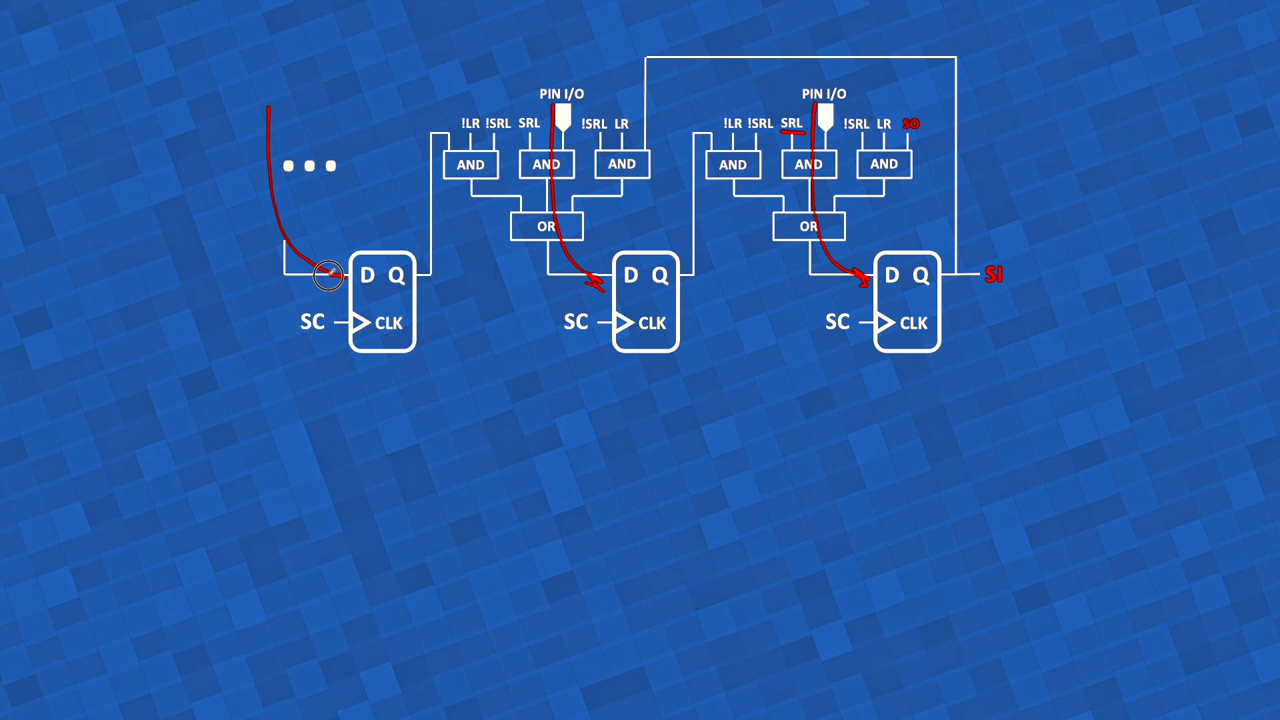 PIN I/O PIN I/O
!LR !SRL SRL !SRL LR !LR !SRL SRL !SRL LR SO
AND AND AND AND AND AND
OR OR
D Q D Q D Q SI
SC CLK SC CLK SC CLK